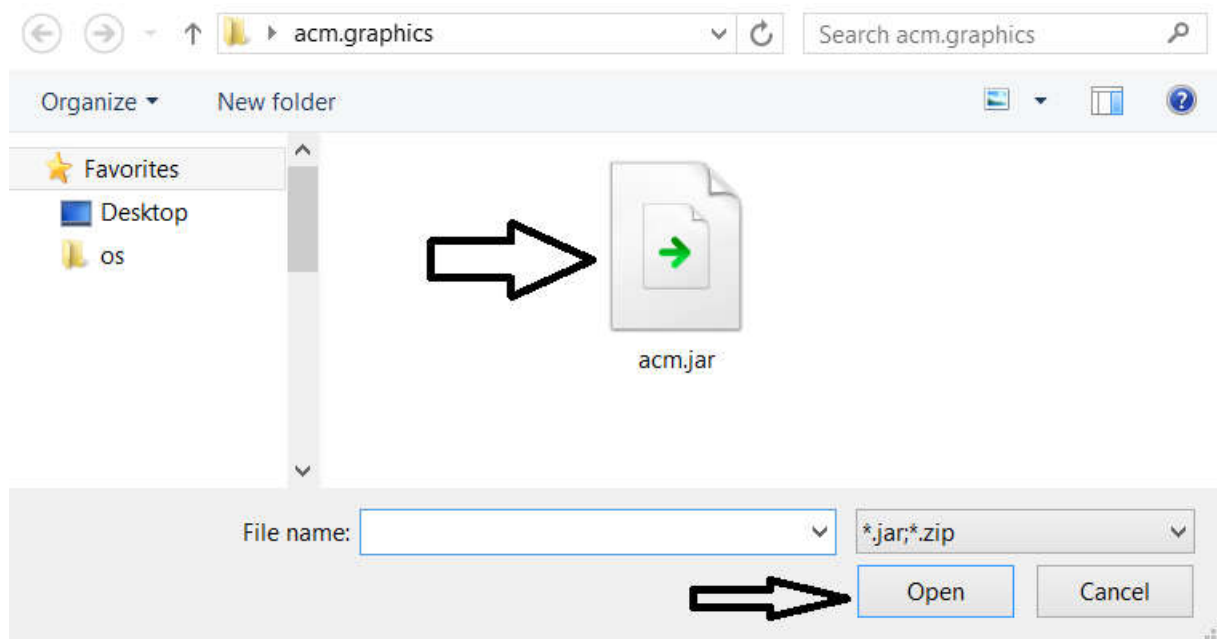 acm.graphics
Search acm.graphics
Organize
New folder
Favorites
Desktop
os
acm.jar
File name:
*.jar;*.zip
Open
Cancel